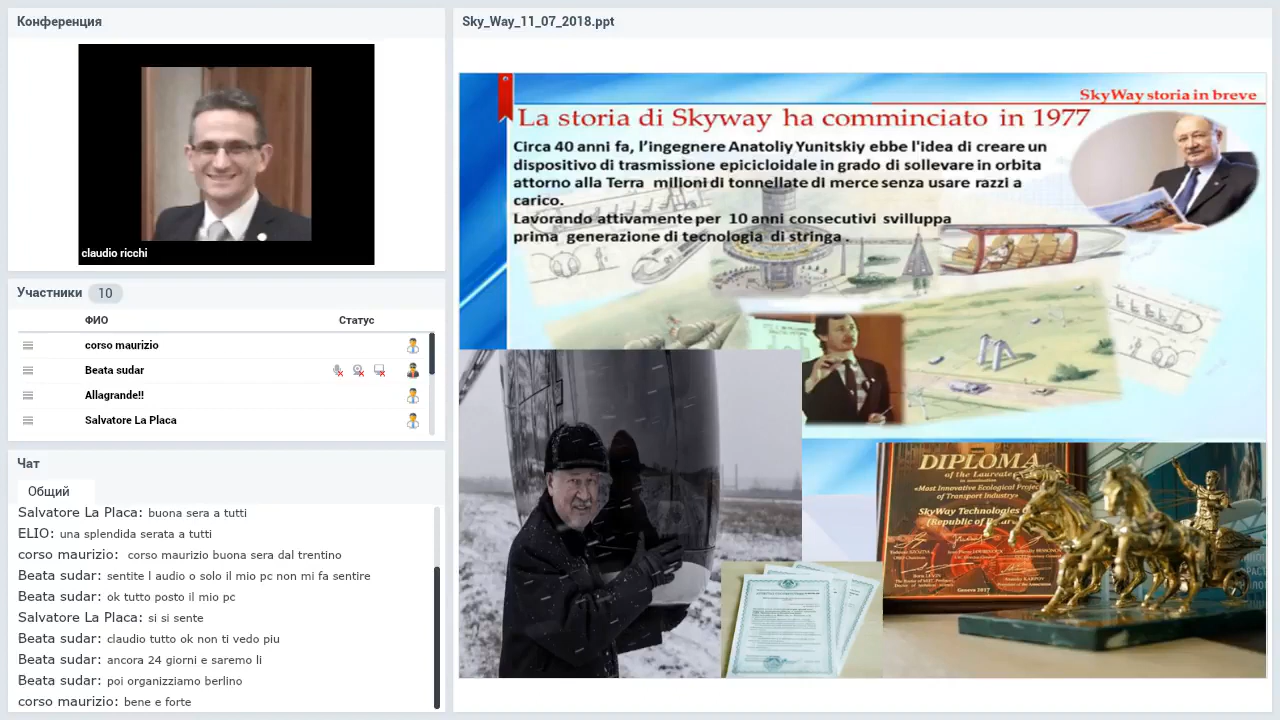 Конференция
claudio ricchi
Участники 10
ФИО Статус
corso maurizio
Beata sudar
Allagrande!!
Salvatore La Placa
Чат
Общий
Salvatore La Placa: buona sera a tutti
ELIO: una splendida serata a tutti
corso maurizio: corso maurizio buona sera dal trentino
Beata sudar: sentite l audio o solo il mio pc non mi fa sentire
Beata sudar: ok tutto posto il mio pc
Salvatore La Placa: si si sente
Beata sudar: claudio tutto ok non ti vedo piu
Beata sudar: ancora 24 giorni e saremo li
Beata sudar: poi organizziamo berlino
corso maurizio: bene e forte
Sky_Way_11_07_2018.ppt
SkyWay storia in breve
La storia di Skyway ha comminciato in 1977
Circa 40 anni fa, l’ingegnere Anatoliy Yunitskiy ebbe l'idea di creare un
dispositivo di trasmissione epicicloidale in grado di sollevare in orbita
attorno alla Terra milioni di tonnellate di merce senza usare razzi a
carico.
Lavorando attivamente per 10 anni consecutivi svilluppa
prima generazione di tecnologia di stringa .
DIPLOMA
of the Laureate
in nomination
«Most Innovative Ecological Project
of Transport Industry»
SkyWay Technologies
(Republic of
Geneva 2017